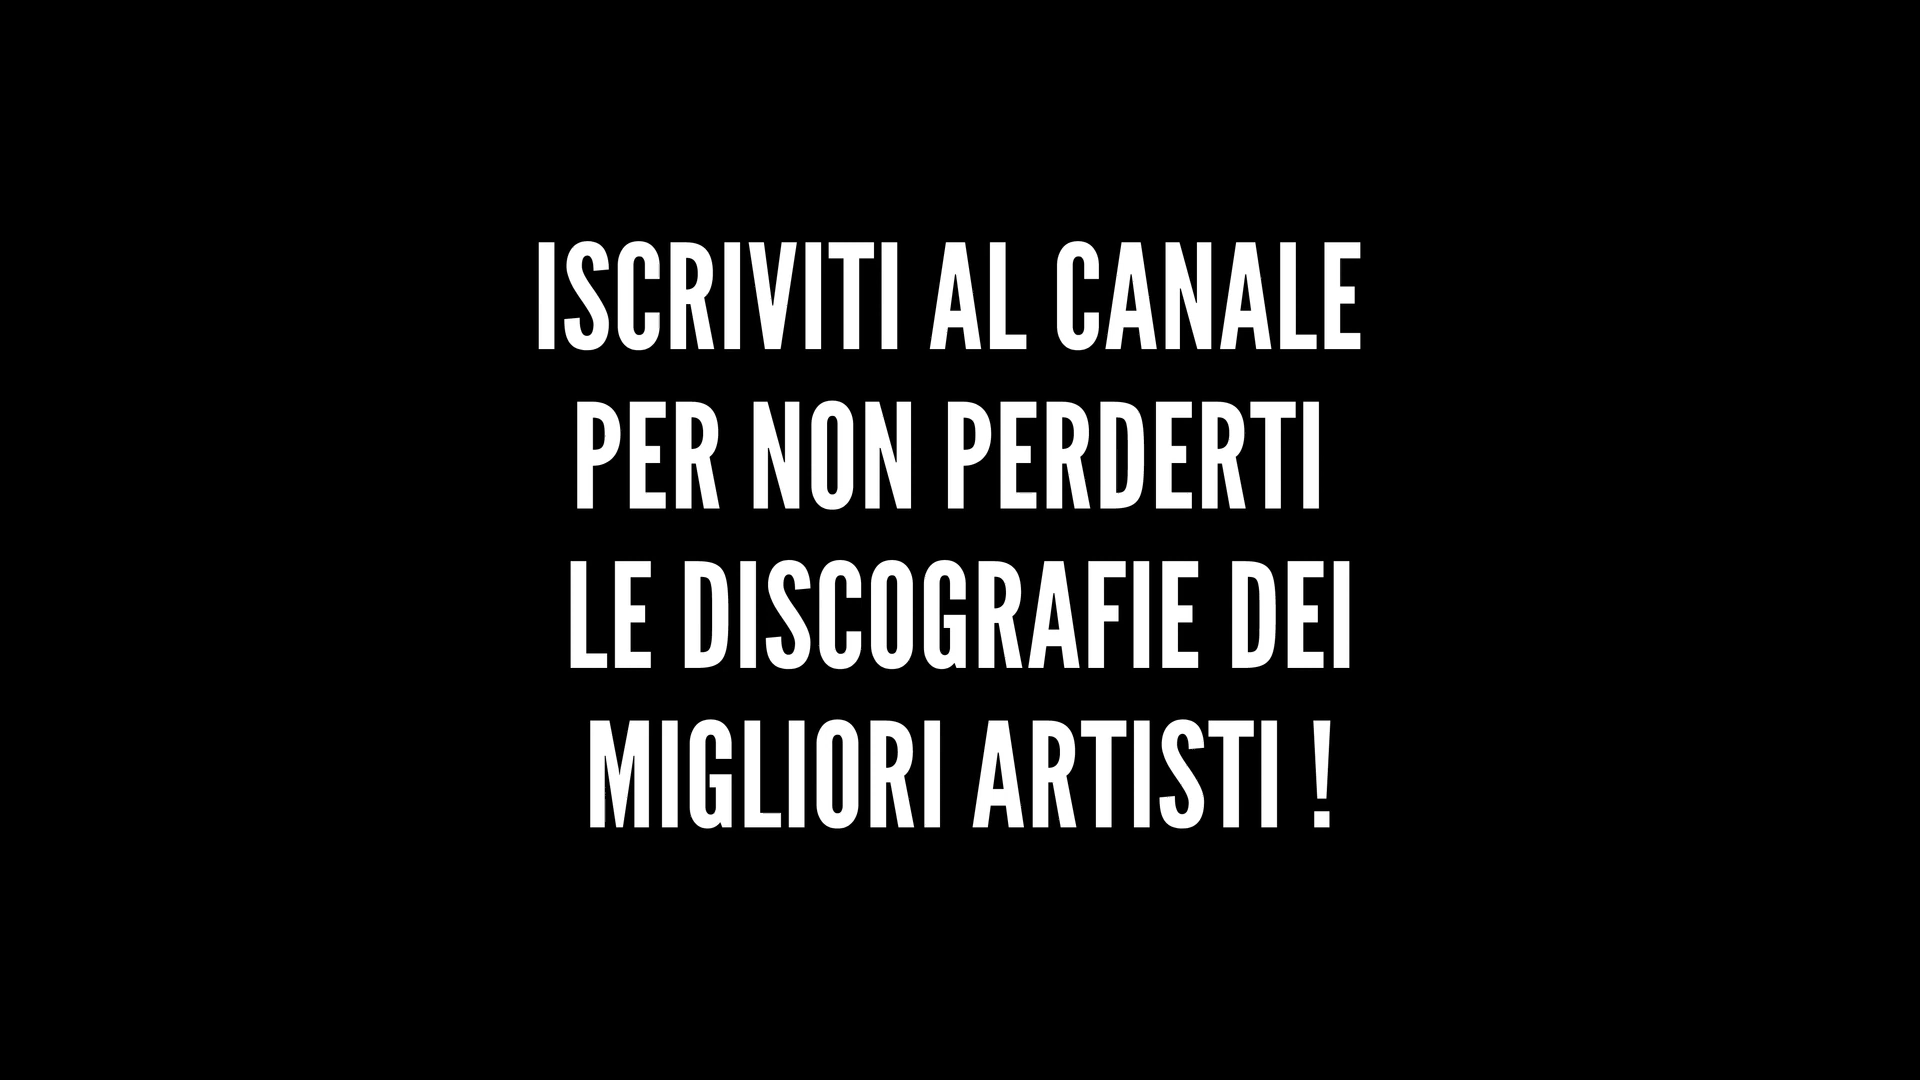 ISCRIVITI AL CANALE
PER NON PERDERTI
LE DISCOGRAFIE DEI
MIGLIORI ARTISTI !